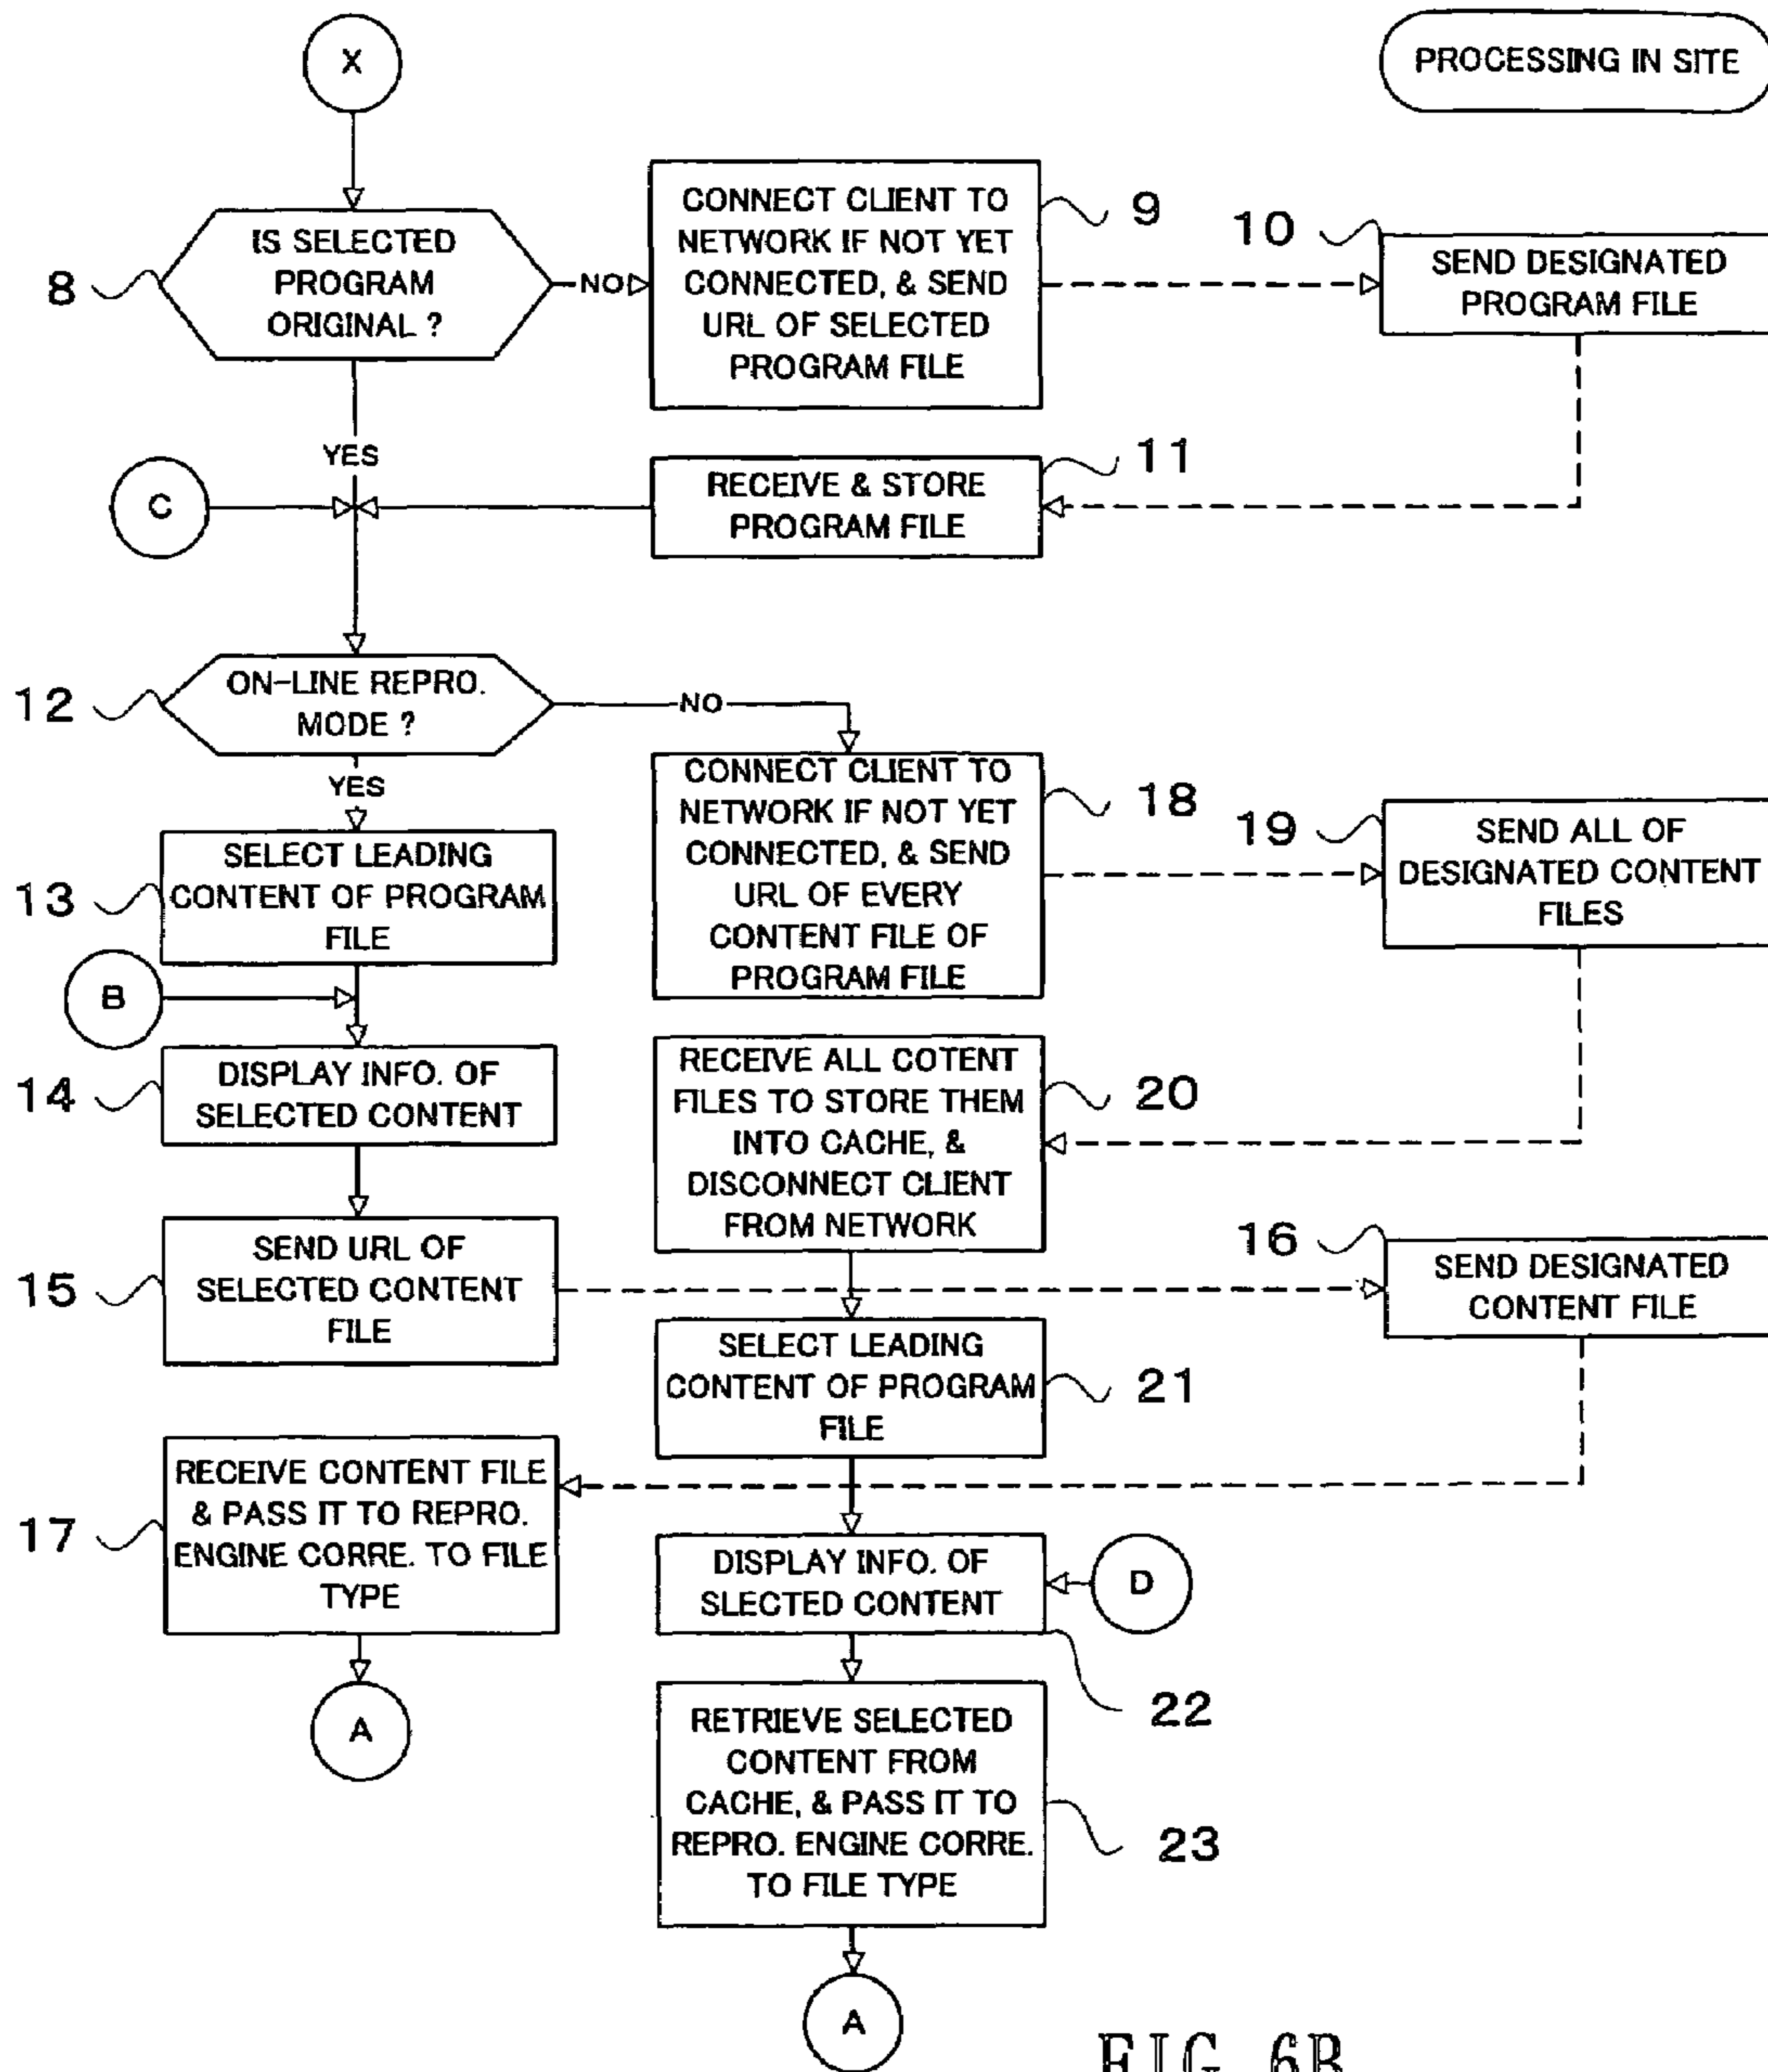 X
PROCESSING IN SITE
8
IS SELECTED
PROGRAM
ORIGINAL ?
NO
CONNECT CLIENT TO
NETWORK IF NOT YET
CONNECTED, & SEND
URL OF SELECTED
PROGRAM FILE
9
10
SEND DESIGNATED
PROGRAM FILE
YES
C
RECEIVE & STORE
PROGRAM FILE
11
12
ON-LINE REPRO.
MODE ?
NO
YES
CONNECT CLIENT TO
NETWORK IF NOT YET
CONNECTED, & SEND
URL OF EVERY
CONTENT FILE OF
PROGRAM FILE
18
19
SEND ALL OF
DESIGNATED CONTENT
FILES
13
SELECT LEADING
CONTENT OF PROGRAM
FILE
B
14
DISPLAY INFO. OF
SELECTED CONTENT
RECEIVE ALL COTENT
FILES TO STORE THEM
INTO CACHE, &
DISCONNECT CLIENT
FROM NETWORK
20
15
SEND URL OF
SELECTED CONTENT
FILE
16
SEND DESIGNATED
CONTENT FILE
SELECT LEADING
CONTENT OF PROGRAM
FILE
21
17
RECEIVE CONTENT FILE
& PASS IT TO REPRO.
ENGINE CORRE. TO FILE
TYPE
DISPLAY INFO. OF
SLECTED CONTENT
D
22
A
RETRIEVE SELECTED
CONTENT FROM
CACHE, & PASS IT TO
REPRO. ENGINE CORRE.
TO FILE TYPE
23
A
FIG. 6B